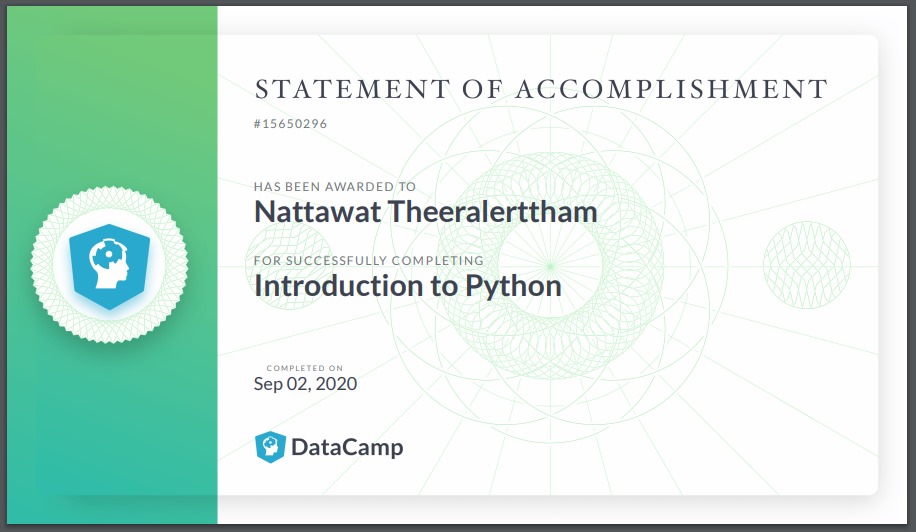 STATEMENT OF ACCOMPLISHMENT
#15650296
HAS BEEN AWARDED TO
Nattawat Theeralerttham
FOR SUCCESSFULLY COMPLETING
Introduction to Python
COMPLETED ON
Sep 02, 2020
DataCamp